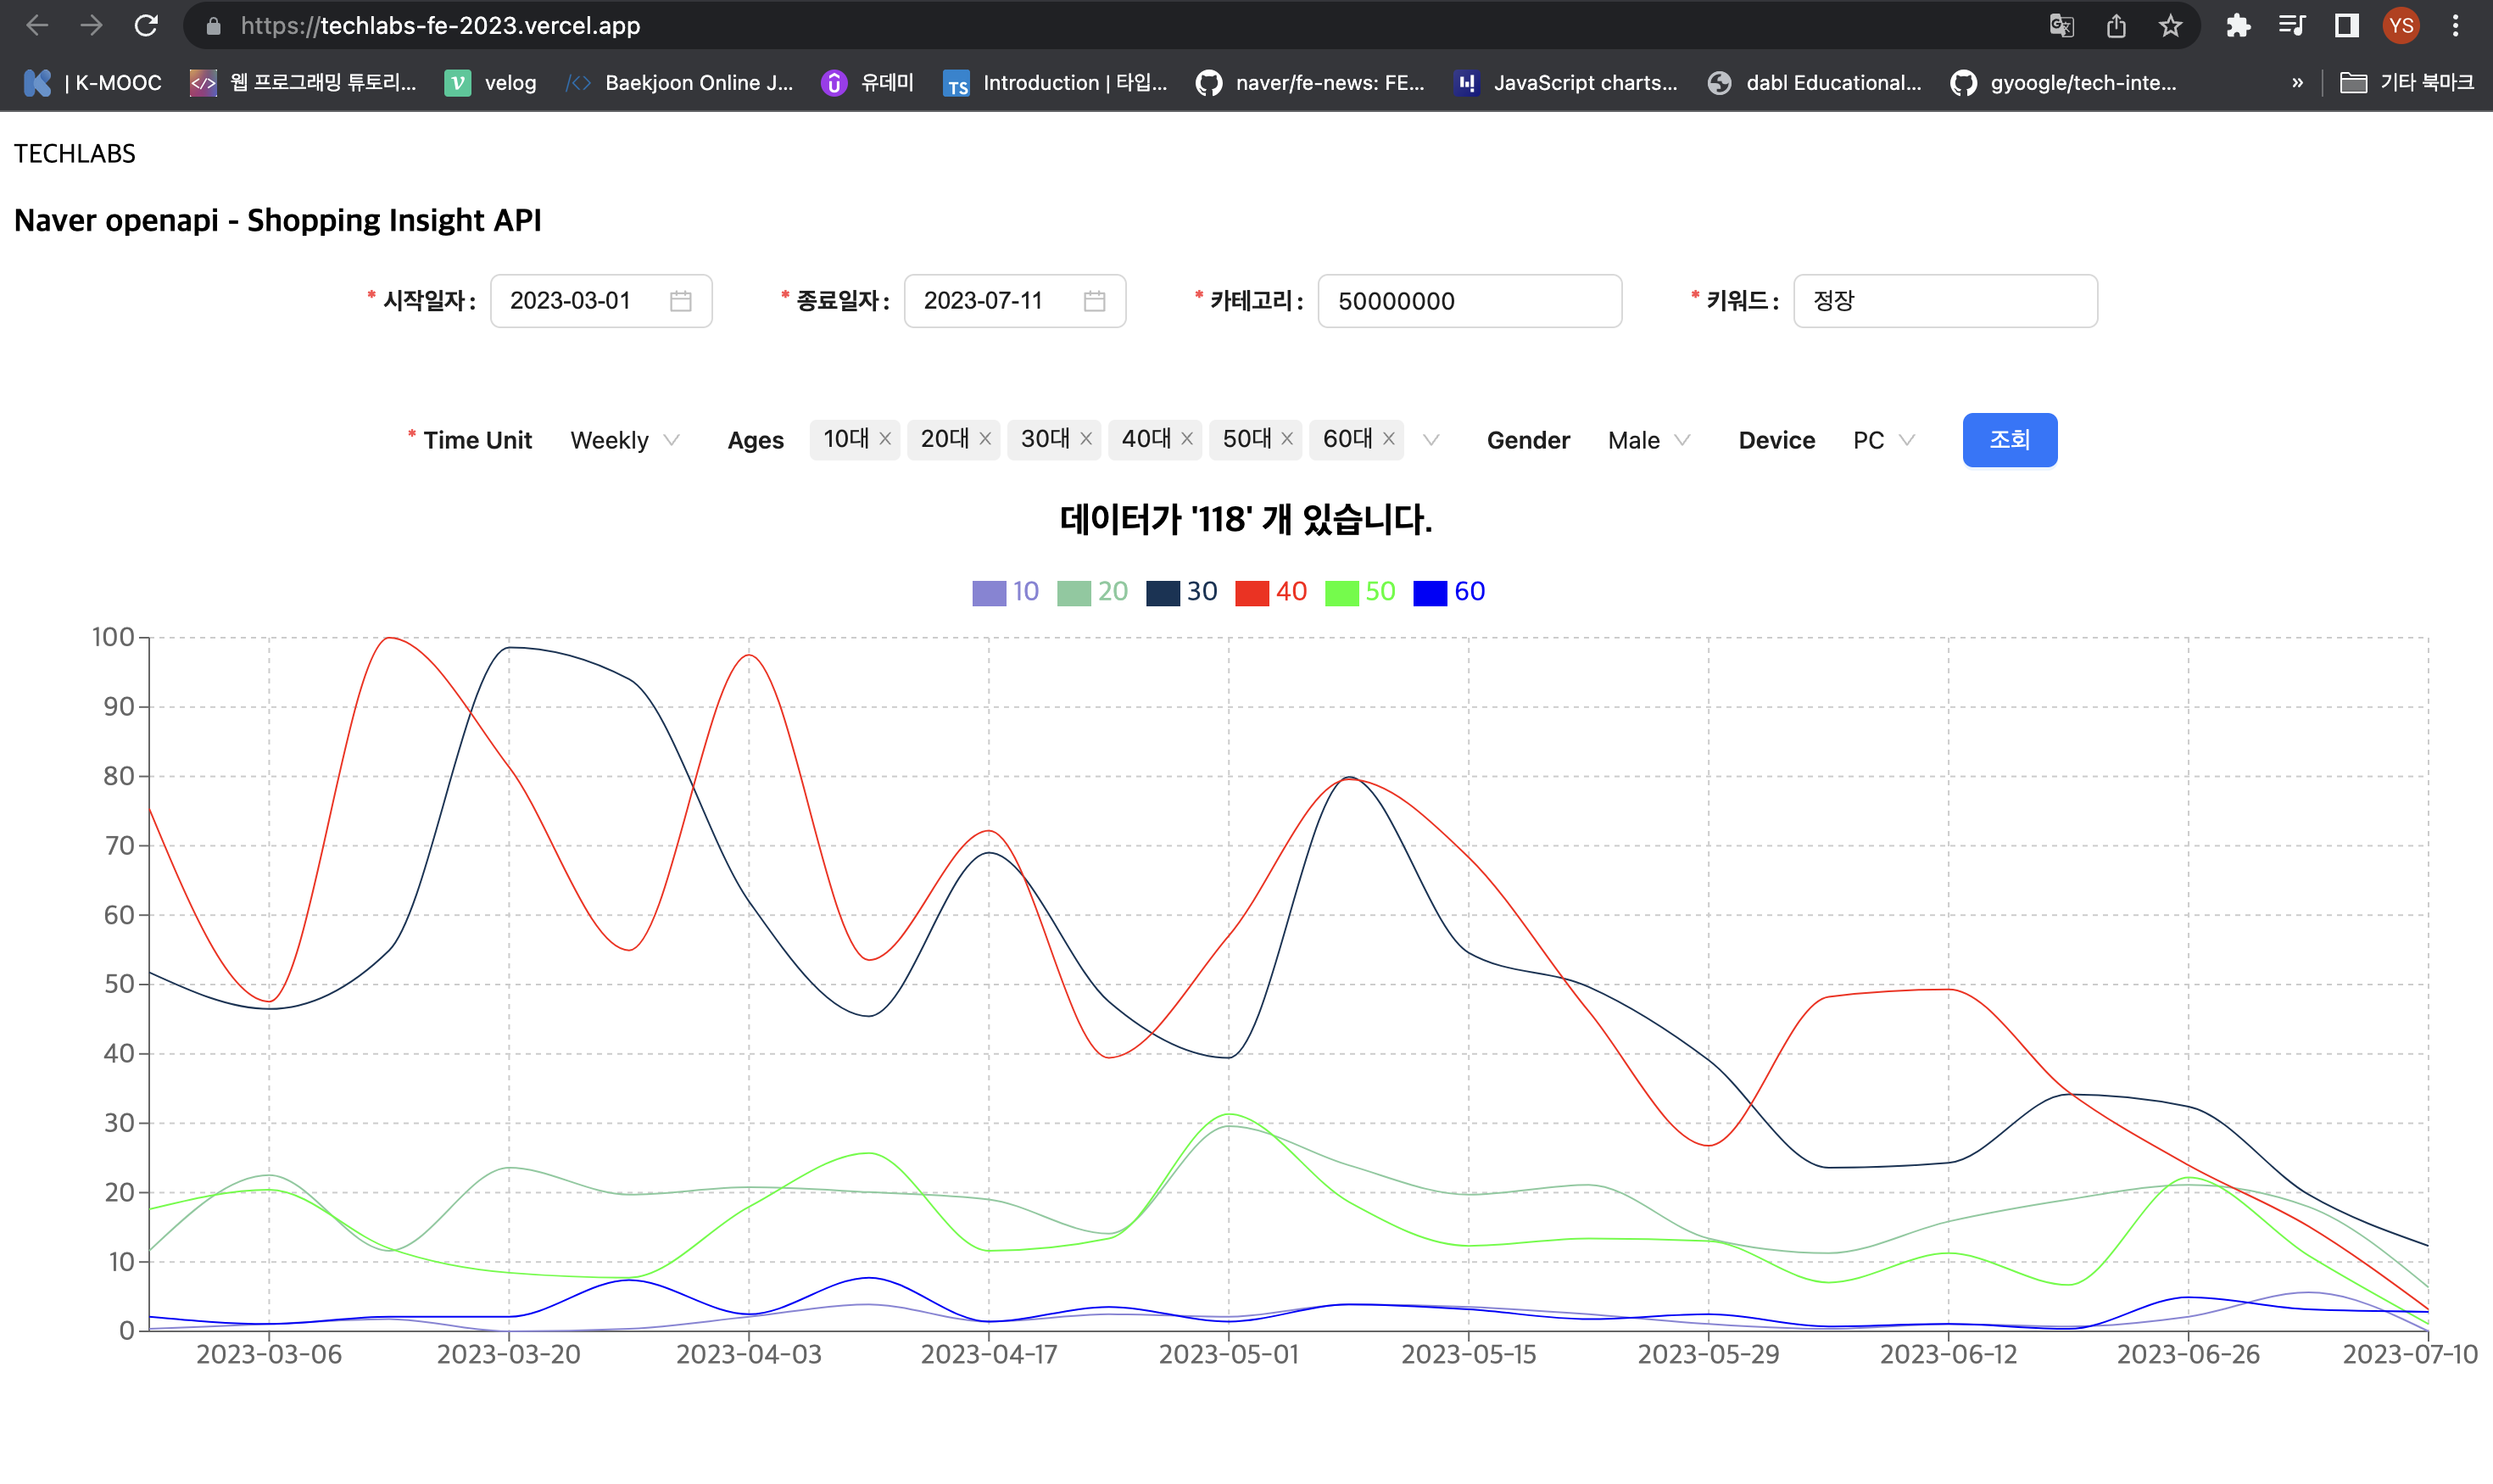 https://techlabs-fe-2023.vercel.app
YS
| K-MOOC
웹 프로그래밍 튜토리...
velog
Baekjoon Online J...
유데미
Introduction | 타입...
naver/fe-news: FE...
JavaScript charts...
dabl Educational...
gyoogle/tech-inte...
»
기타 북마크
TECHLABS
Naver openapi - Shopping Insight API
* 시작일자 : 2023-03-01
* 종료일자 : 2023-07-11
* 카테고리 : 50000000
* 키워드 : 정장
* Time Unit Weekly
Ages 10대 × 20대 × 30대 × 40대 × 50대 × 60대 ×
Gender Male
Device PC
조회
데이터가 '118' 개 있습니다.
10 20 30 40 50 60
100
90
80
70
60
50
40
30
20
10
0
2023-03-06 2023-03-20 2023-04-03 2023-04-17 2023-05-01 2023-05-15 2023-05-29 2023-06-12 2023-06-26 2023-07-10